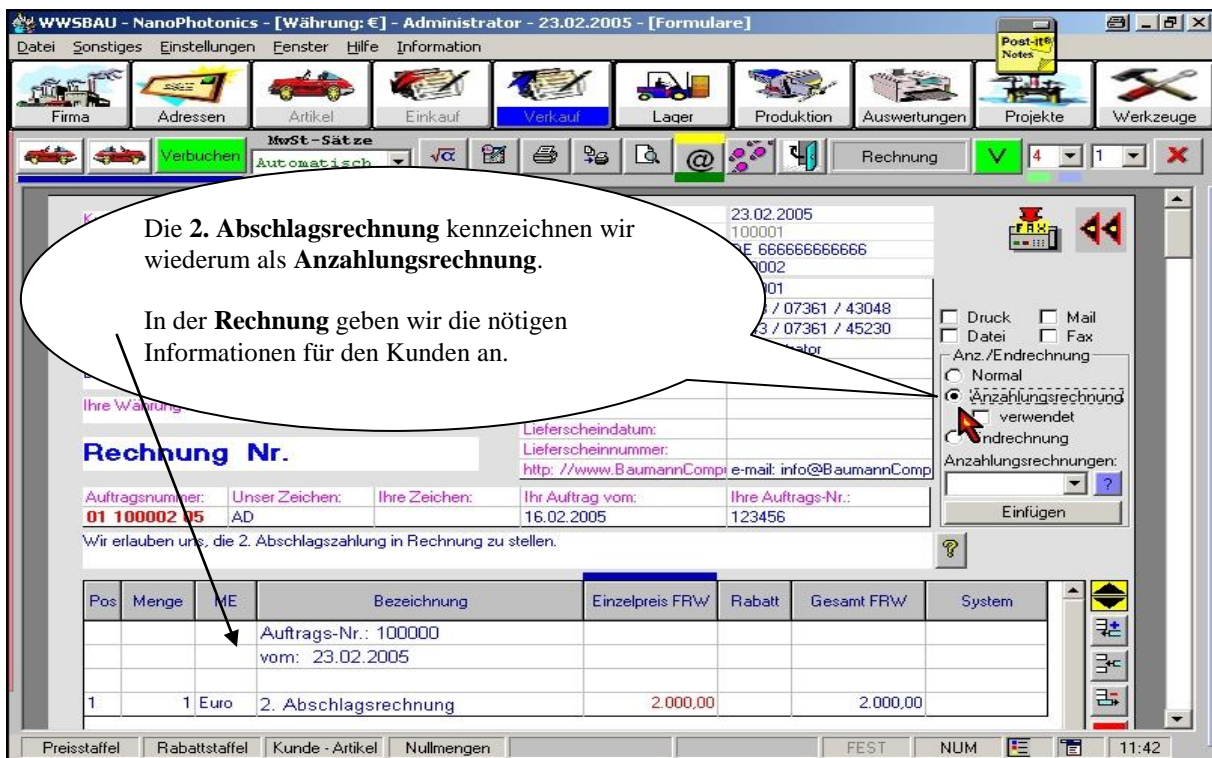 WWSBAU - NanoPhotonics - [Währung: €] - Administrator - 23.02.2005 - [Formulare]
Datei Sonstiges Einstellungen Fenster Hilfe Information
Post-it® Notes
Firma Adressen Artikel Einkauf Verkauf Lager Produktion Auswertungen Projekte Werkzeuge
MwSt-Sätze
Verbuchen Automatisch √α @ Rechnung V 4 1
Die 2. Abschlagsrechnung kennzeichnen wir
wiederum als Anzahlungsrechnung.
In der Rechnung geben wir die nötigen
Informationen für den Kunden an.
23.02.2005
100001
DE 666666666666
/ 07361 / 43048
/ 07361 / 45230
FAX
Druck Mail
Datei Fax
Anz./Endrechnung
Normal
Anzahlungsrechnung
verwendet
Endrechnung
Anzahlungsrechnungen:
?
Einfügen
Ihre Währung:
Lieferscheindatum:
Lieferscheinnummer:
Rechnung Nr.
http: //www.BaumannComp e-mail: info@BaumannComp
Auftragsnummer: Unser Zeichen: Ihre Zeichen: Ihr Auftrag vom: Ihre Auftrags-Nr.:
01 100002 05 AD 16.02.2005 123456
Wir erlauben uns, die 2. Abschlagszahlung in Rechnung zu stellen.
?
Pos Menge ME Bezeichnung Einzelpreis FRW Rabatt Gesamt FRW System
Auftrags-Nr.: 100000
vom: 23.02.2005
1 1 Euro 2. Abschlagsrechnung 2.000,00 2.000,00
Preisstaffel Rabattstaffel Kunde - Artikel Nullmengen FEST NUM 11:42